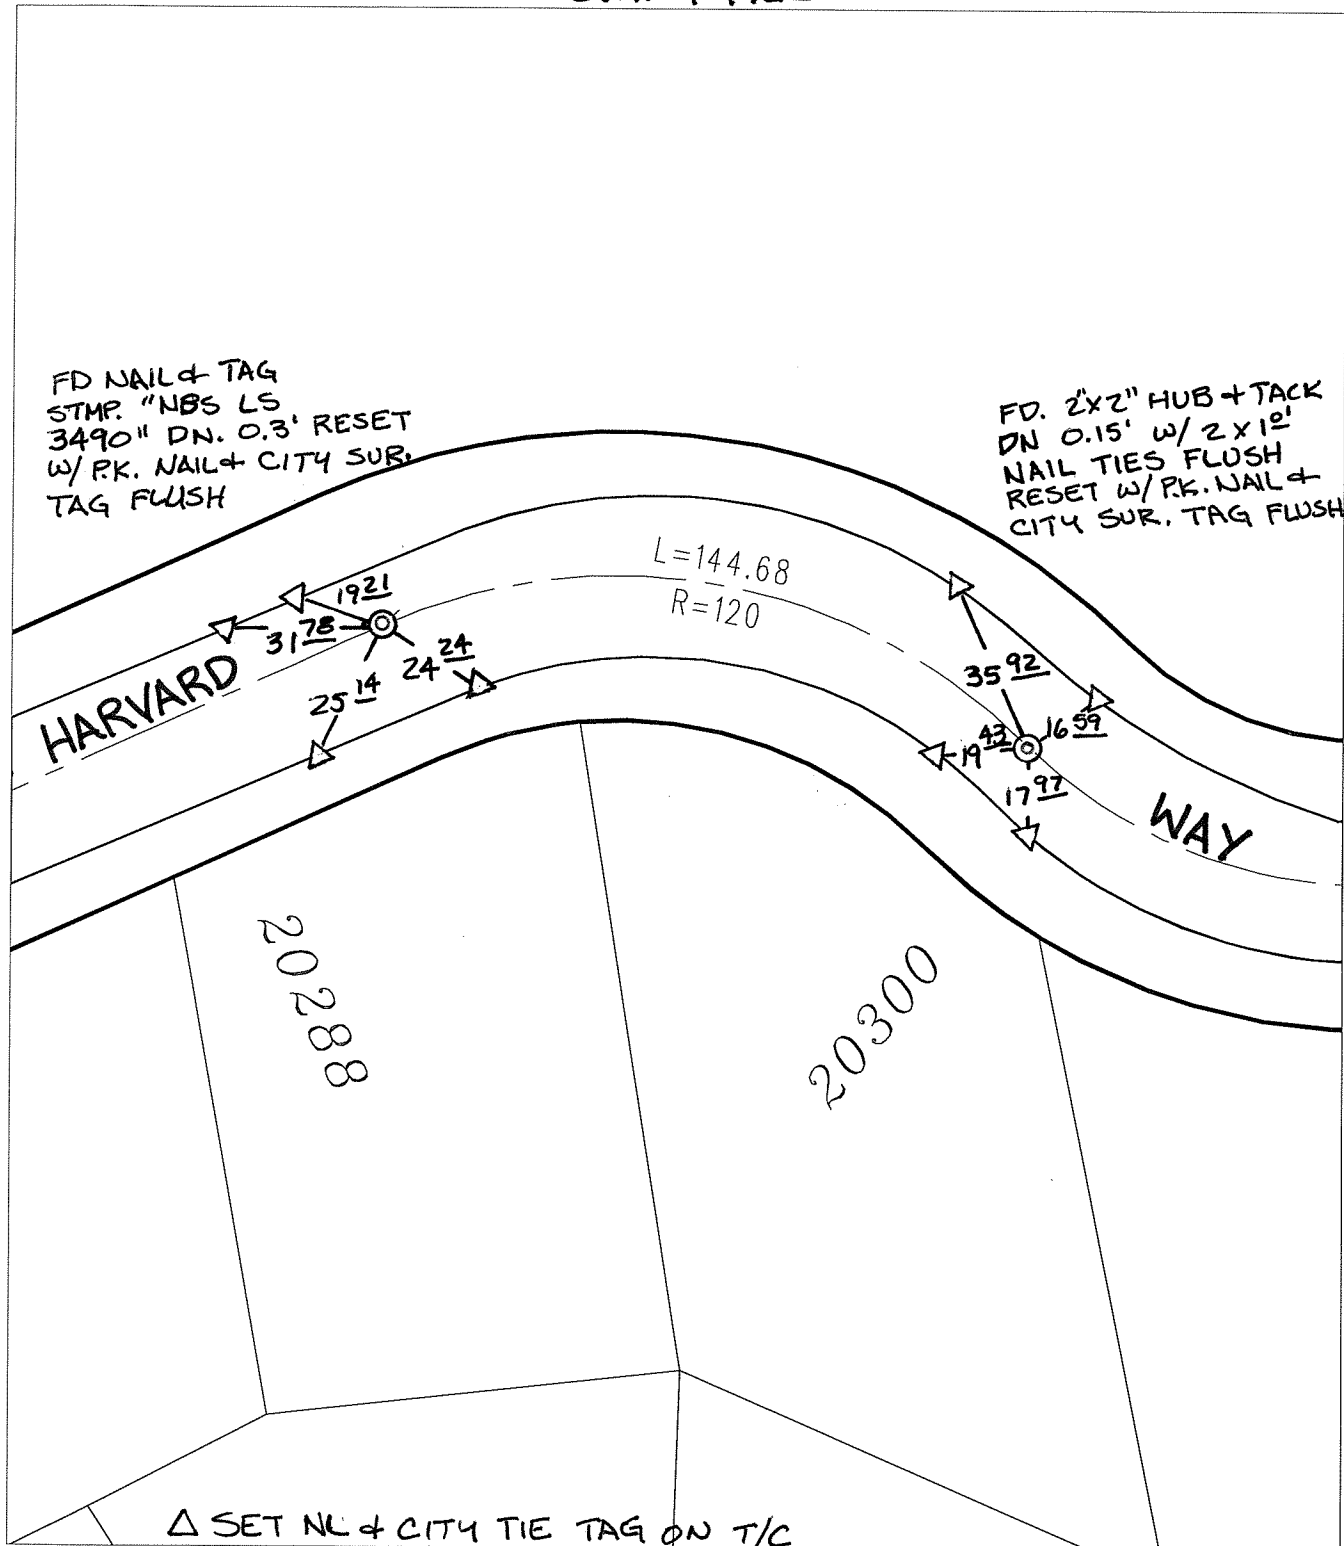 FD NAIL & TAG
STMP. "NBS LS
3490" DN. 0.3' RESET
W/ P.K. NAIL & CITY SUR.
TAG FLUSH
FD. 2"X2" HUB & TACK
DN 0.15' W/ 2 X 1.0'
NAIL TIES FLUSH
RESET W/ P.K. NAIL &
CITY SUR. TAG FLUSH
L=144.68
R=120
19 21
31 78
24 24
25 14
HARVARD
35 92
16 59
19 43
17 97
WAY
20288
20300
△ SET NL & CITY TIE TAG ON T/C